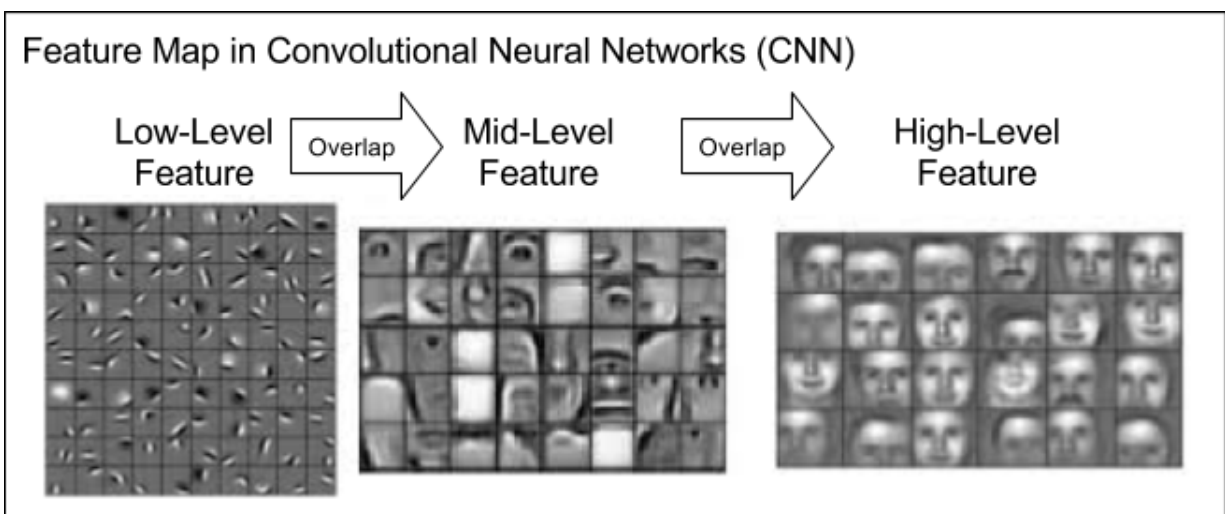 Feature Map in Convolutional Neural Networks (CNN)
Low-Level
Feature
Overlap
Mid-Level
Feature
Overlap
High-Level
Feature